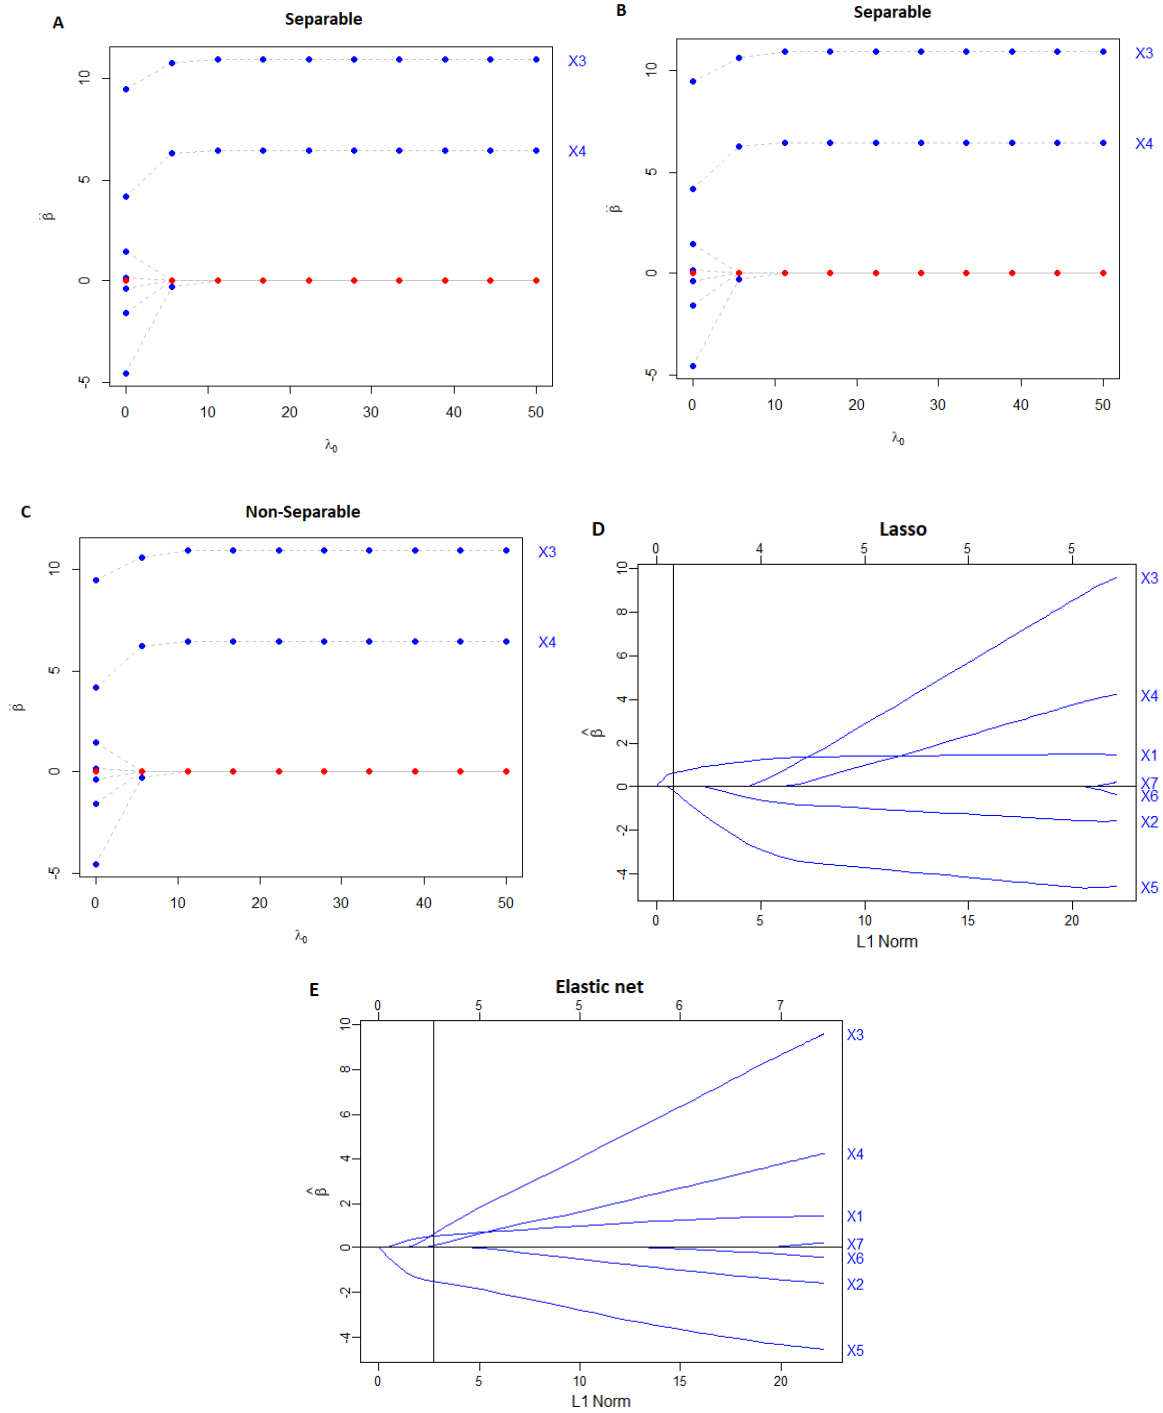 A
Separable
10
5
0
-5
β̈
X3
X4
0 10 20 30 40 50
λ0
B
Separable
10
5
0
-5
β̈
X3
X4
0 10 20 30 40 50
λ0
C
Non-Separable
10
5
0
-5
β̈
X3
X4
0 10 20 30 40 50
λ0
D
Lasso
0 4 5 5 5
10
8
6
4
2
0
-2
-4
β̂
X3
X4
X1
X7
X6
X2
X5
0 5 10 15 20
L1 Norm
E
Elastic net
0 5 5 6 7
10
8
6
4
2
0
-2
-4
β̂
X3
X4
X1
X7
X6
X2
X5
0 5 10 15 20
L1 Norm